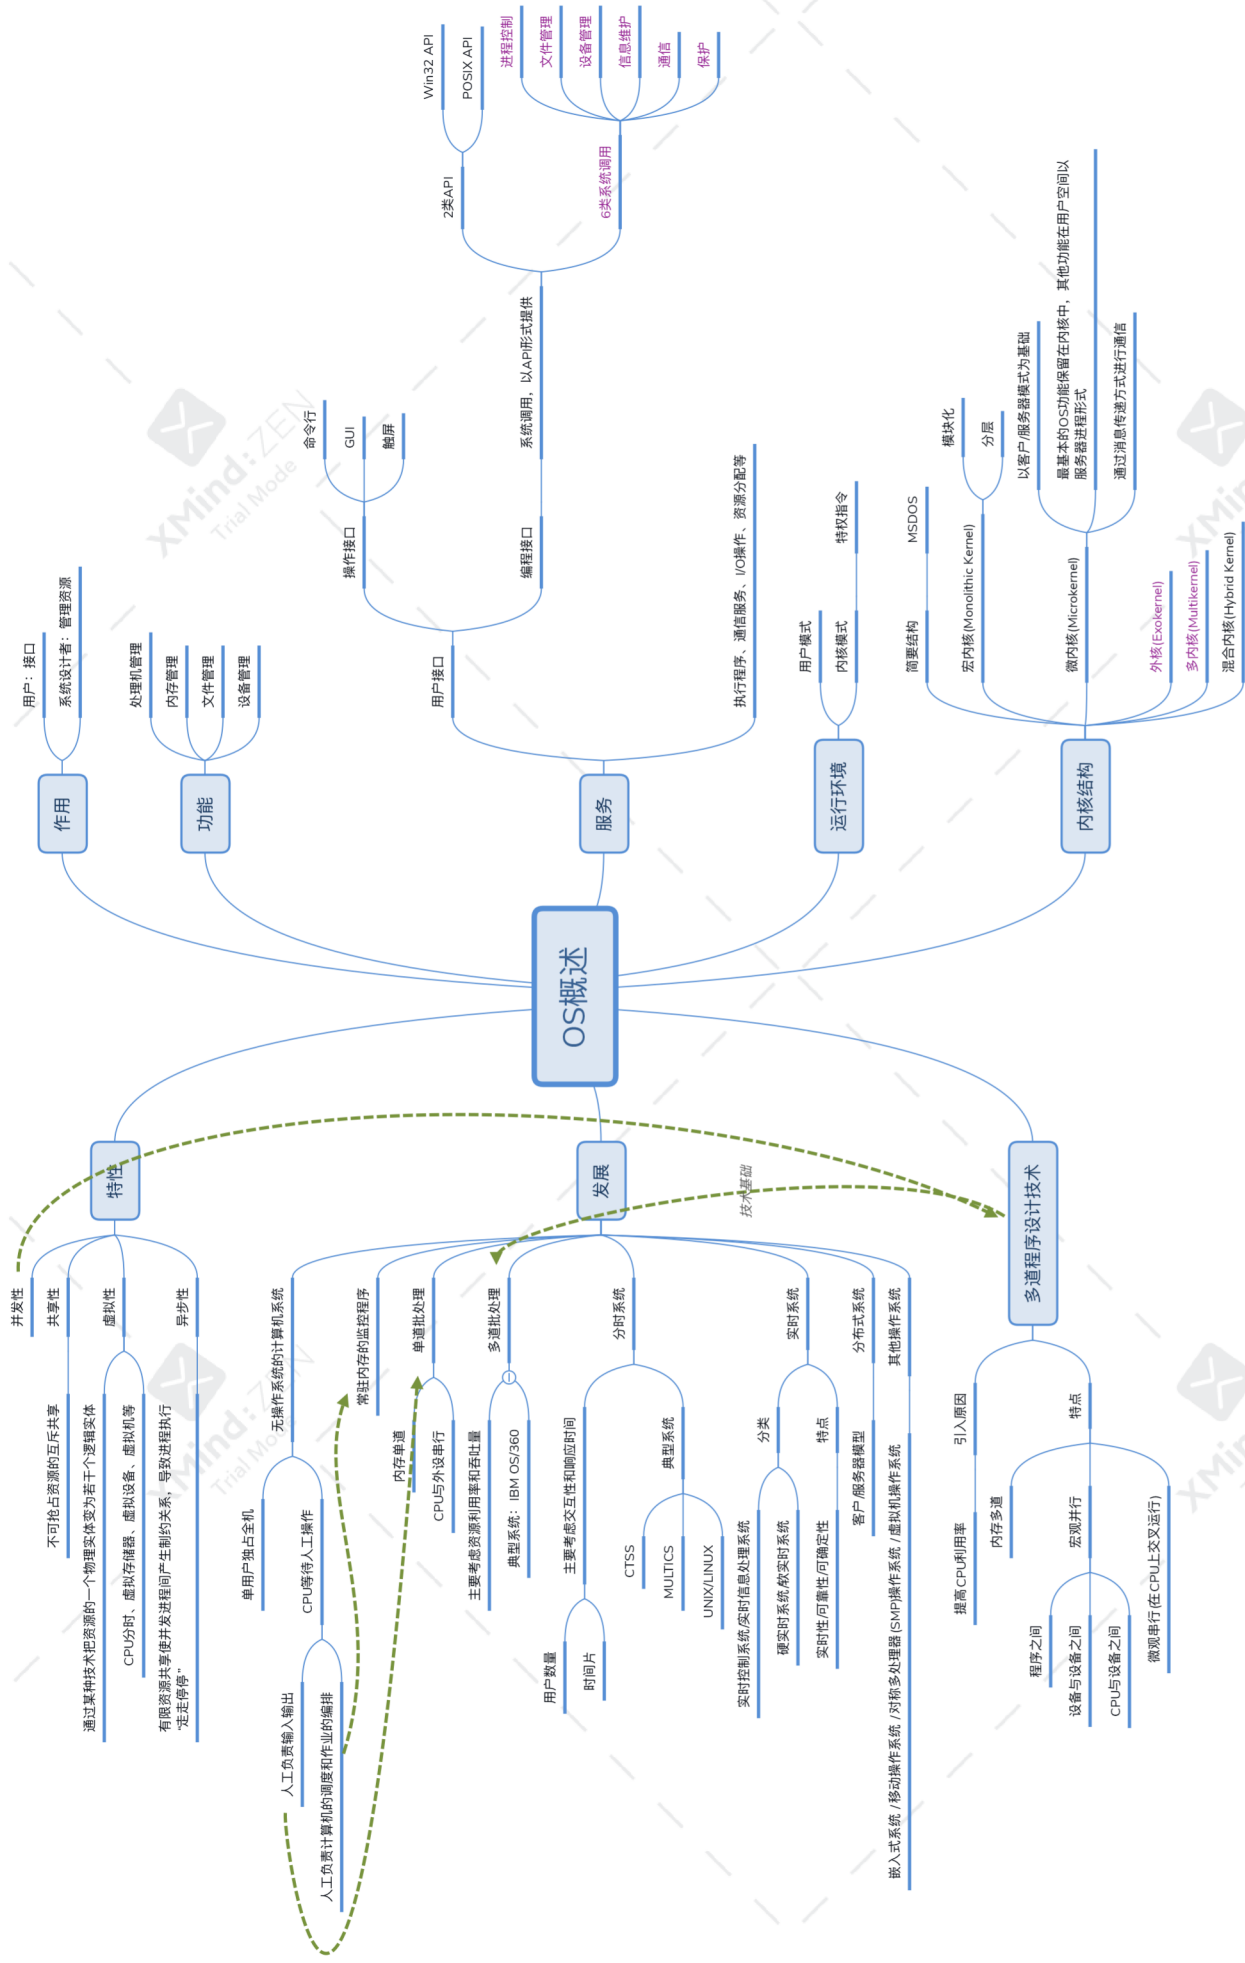 OS概述
作用
用户：接口
系统设计者：管理资源
功能
处理机管理
内存管理
文件管理
设备管理
服务
用户接口
操作接口
命令行
GUI
触屏
编程接口
系统调用，以API形式提供
2类API
Win32 API
POSIX API
6类系统调用
进程控制
文件管理
设备管理
信息维护
通信
保护
执行程序、通信服务、I/O操作、资源分配等
运行环境
用户模式
内核模式
特权指令
内核结构
简要结构
MSDOS
宏内核(Monolithic Kernel)
模块化
分层
微内核(Microkernel)
以客户/服务器模式为基础
最基本的OS功能保留在内核中，其他功能在用户空间以
服务器进程形式
通过消息传递方式进行通信
外核(Exokernel)
多内核(Multikernel)
混合内核(Hybrid Kernel)
特性
并发性
共享性
不可抢占资源的互斥共享
虚拟性
通过某种技术把资源的一个物理实体变为若干个逻辑实体
CPU分时、虚拟存储器、虚拟设备、虚拟机等
异步性
有限资源共享使并发进程间产生制约关系，导致进程执行
“走走停停”
发展
无操作系统的计算机系统
单用户独占全机
CPU等待人工操作
人工负责输入输出
人工负责计算机的调度和作业的编排
常驻内存的监控程序
单道批处理
内存单道
CPU与外设串行
多道批处理
主要考虑资源利用率和吞吐量
典型系统：IBM OS/360
分时系统
主要考虑交互性和响应时间
用户数量
时间片
典型系统
CTSS
MULTICS
UNIX/LINUX
实时系统
分类
实时控制系统/实时信息处理系统
硬实时系统/软实时系统
特点
实时性/可靠性/可确定性
分布式系统
客户/服务器模型
其他操作系统
嵌入式系统 / 移动操作系统 / 对称多处理器(SMP)操作系统 / 虚拟机操作系统
技术基础
多道程序设计技术
引入原因
提高CPU利用率
特点
内存多道
宏观并行
程序之间
设备与设备之间
CPU与设备之间
微观串行 (在CPU上交叉运行)
XMind:ZEN
Trial Mode
XMind
XMind:ZEN
Trial Mode
XMind